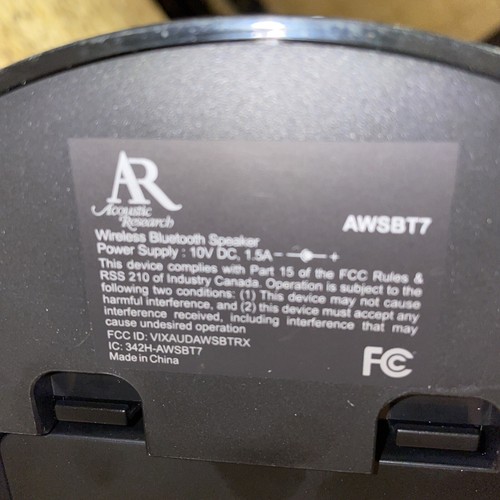 AR
Acoustic
Research
AWSBT7
Wireless Bluetooth Speaker
Power Supply : 10V DC, 1.5A - +
This device complies with Part 15 of the FCC Rules &
RSS 210 of Industry Canada. Operation is subject to the
following two conditions: (1) This device may not cause
harmful interference, and (2) this device must accept any
interference received, including interference that may
cause undesired operation
FCC ID: VIXAUDAWSBTRX
IC: 342H-AWSBT7
Made in China
FC